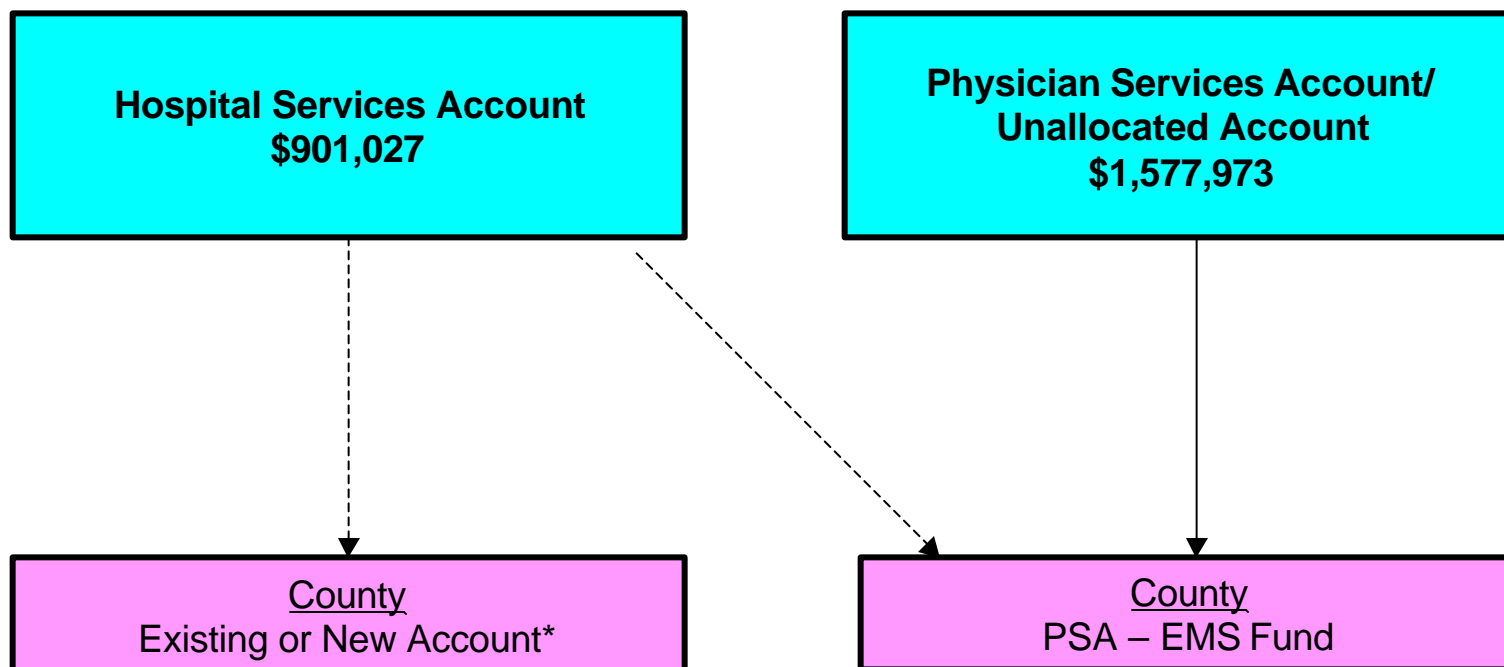 Hospital Services Account
$901,027
Physician Services Account/
Unallocated Account
$1,577,973
County
Existing or New Account*
County
PSA – EMS Fund